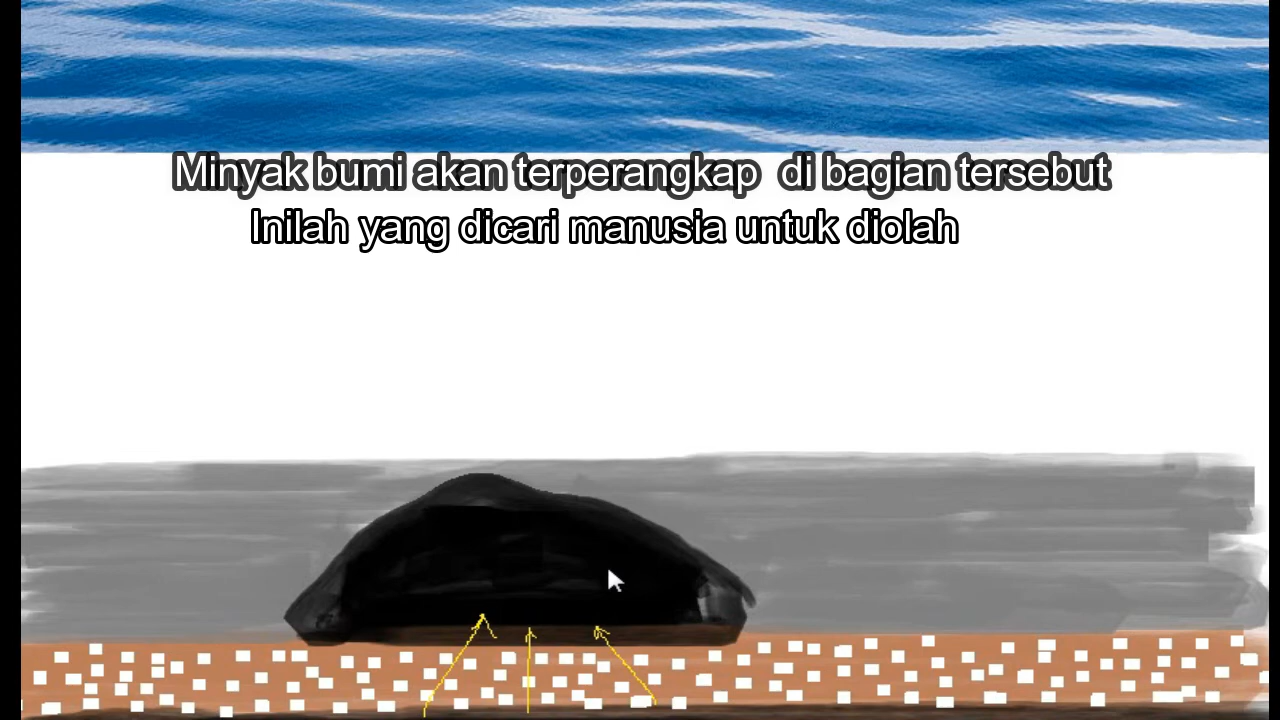 Minyak bumi akan terperangkap di bagian tersebut
Inilah yang dicari manusia untuk diolah